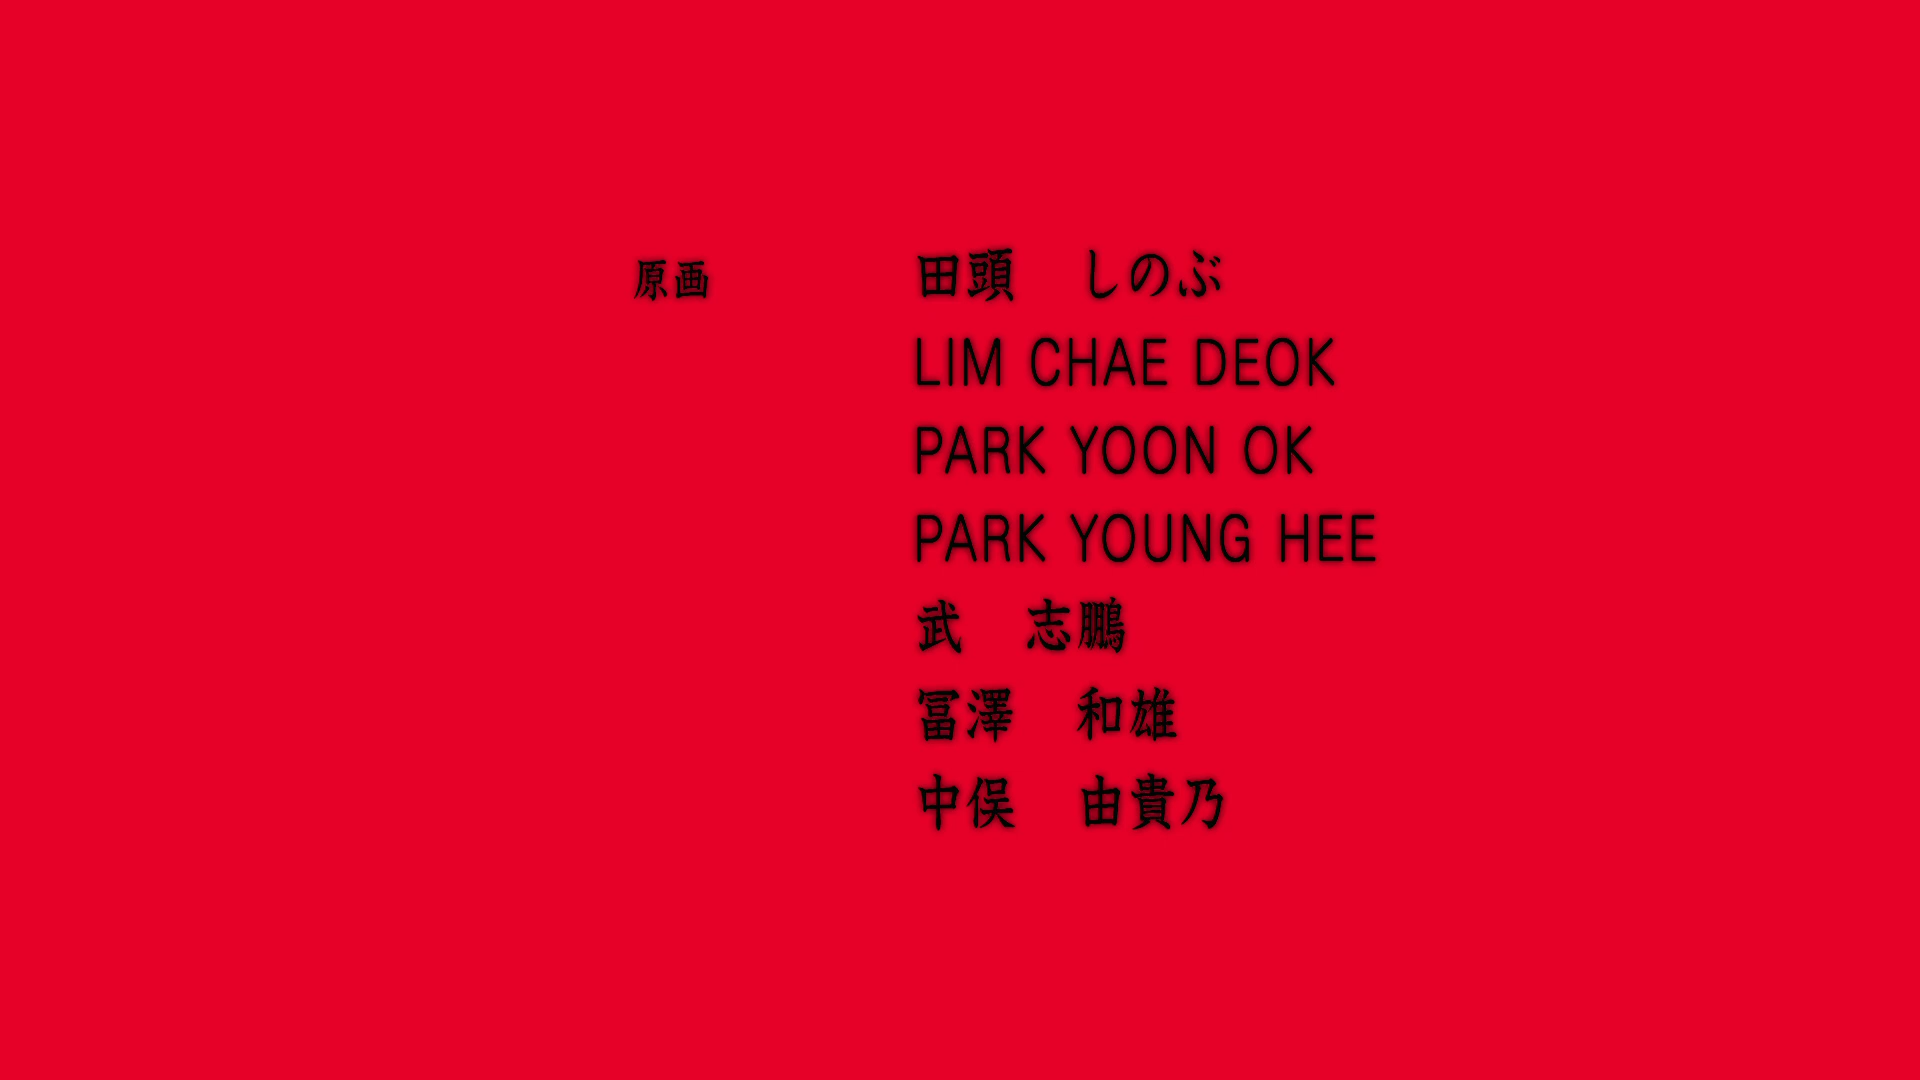 原画　田頭　しのぶ
LIM CHAE DEOK
PARK YOON OK
PARK YOUNG HEE
武　志鵬
冨澤　和雄
中俣　由貴乃